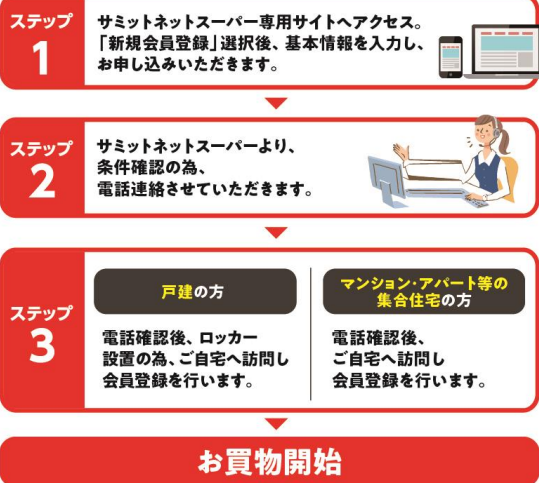 ステップ
1
サミットネットスーパー専用サイトへアクセス。
「新規会員登録」選択後、基本情報を入力し、
お申し込みいただきます。
ステップ
2
サミットネットスーパーより、
条件確認の為、
電話連絡させていただきます。
ステップ
3
戸建の方
電話確認後、ロッカー
設置の為、ご自宅へ訪問し
会員登録を行います。
マンション・アパート等の
集合住宅の方
電話確認後、
ご自宅へ訪問し
会員登録を行います。
お買物開始